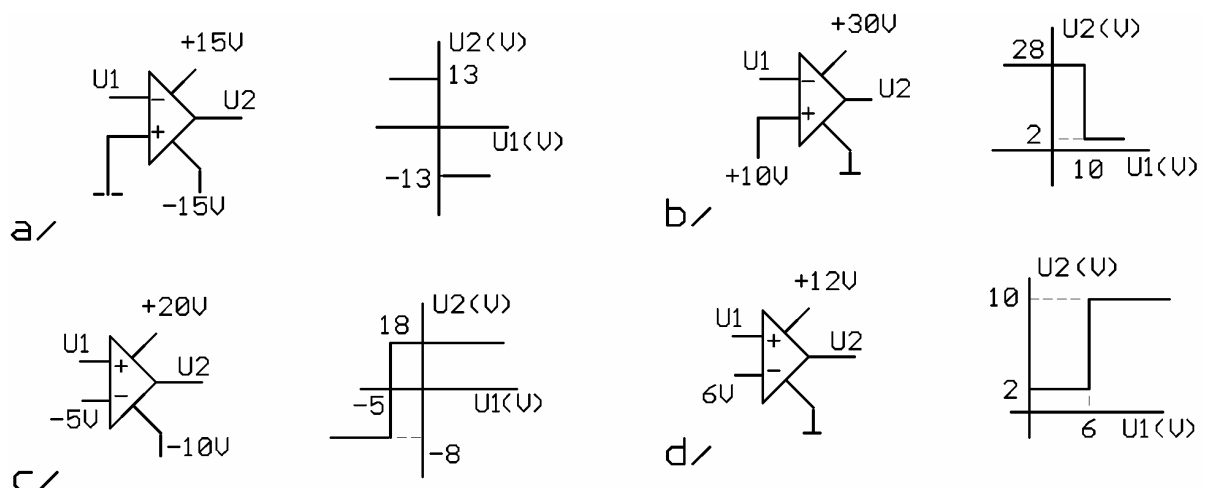 +15V
U1
−
+
U2
-15V
U2(V)
13
U1(V)
-13
a/
+30V
U1
−
+
U2
+10V
U2(V)
28
2
10
U1(V)
b/
+20V
U1
+
−
U2
-5V
-10V
U2(V)
18
-5
U1(V)
-8
c/
+12V
U1
+
−
U2
6V
U2(V)
10
2
6
U1(V)
d/